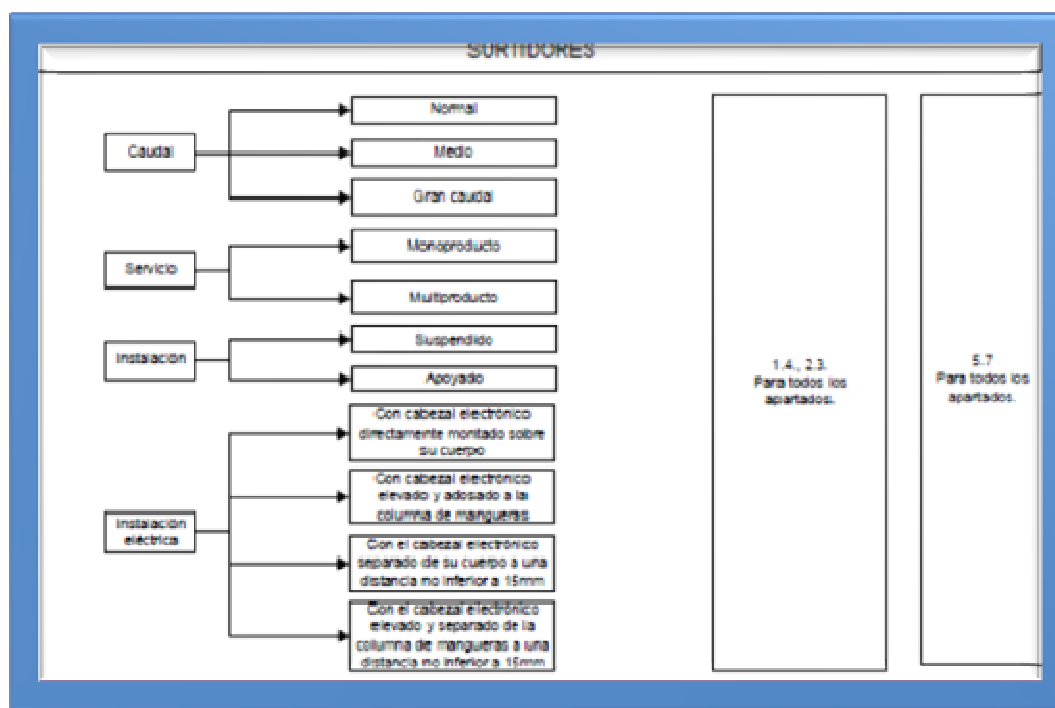 SURTIDORES
Caudal
Normal
Medio
Gran caudal
Servicio
Monoproducto
Multiproducto
Instalación
Suspendido
Apoyado
Instalación
eléctrica
Con cabezal electrónico
directamente montado sobre
su cuerpo
Con cabezal electrónico
elevado y adosado a la
columna de mangueras
Con el cabezal electrónico
separado de su cuerpo a una
distancia no inferior a 15mm
Con el cabezal electrónico
elevado y separado de la
columna de mangueras a una
distancia no inferior a 15mm
1.4., 2.3.
Para todos los
apartados.
5.7
Para todos los
apartados.